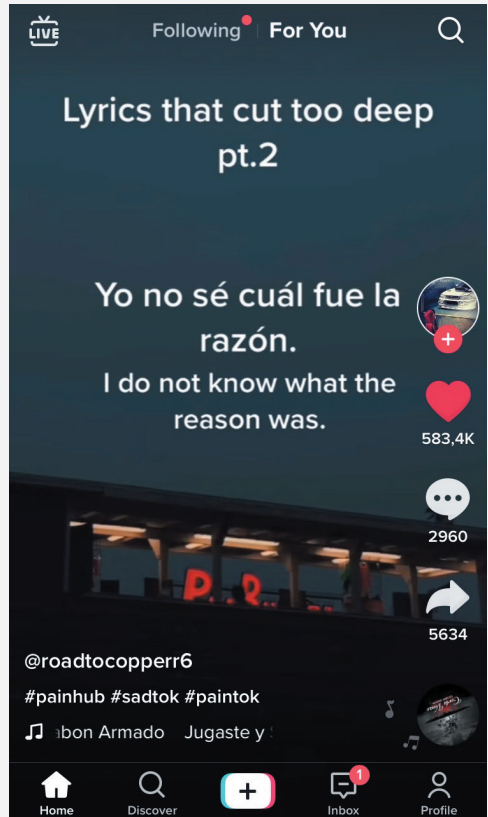 LIVE
Following For You
Lyrics that cut too deep
pt.2
Yo no sé cuál fue la
razón.
I do not know what the
reason was.
583,4K
2960
5634
@roadtocopperr6
#painhub #sadtok #paintok
bon Armado Jugaste y
1
Home Discover Inbox Profile